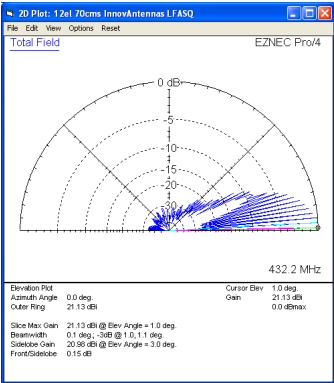 2D Plot: 12el 70cms InnovAntennas LFASQ
File Edit View Options Reset
Total Field EZNEC Pro/4
0 dB
-5
-10
-15
-20
-30
432.2 MHz
Elevation Plot Cursor Elev 1.0 deg.
Azimuth Angle 0.0 deg. Gain 21.13 dBi
Outer Ring 21.13 dBi 0.0 dBmax
Slice Max Gain 21.13 dBi @ Elev Angle = 1.0 deg.
Beamwidth 0.1 deg.; -3dB @ 1.0, 1.1 deg.
Sidelobe Gain 20.98 dBi @ Elev Angle = 3.0 deg.
Front/Sidelobe 0.15 dB